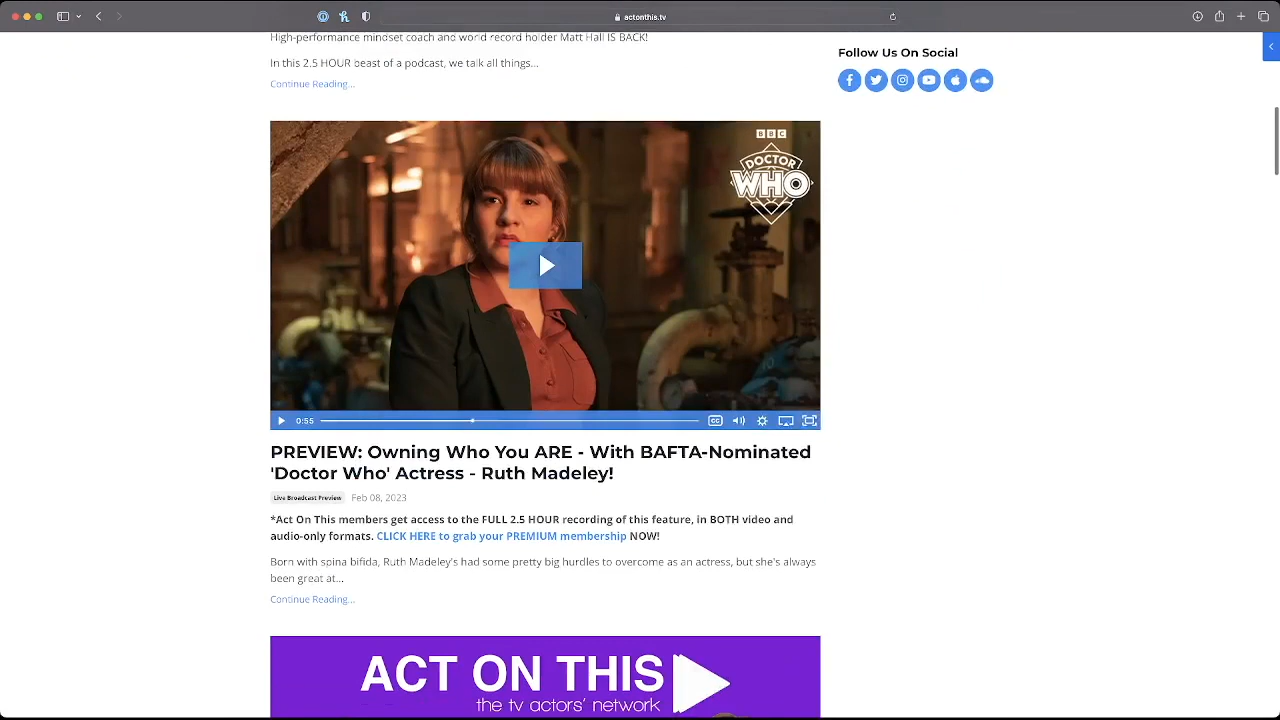 actonthis.tv
High-performance mindset coach and world record holder Matt Hall IS BACK!
In this 2.5 HOUR beast of a podcast, we talk all things...
Continue Reading...
Follow Us On Social
BBC
DOCTOR
WHO
0:55
CC
PREVIEW: Owning Who You ARE - With BAFTA-Nominated
'Doctor Who' Actress - Ruth Madeley!
Live Broadcast Preview Feb 08, 2023
*Act On This members get access to the FULL 2.5 HOUR recording of this feature, in BOTH video and
audio-only formats. CLICK HERE to grab your PREMIUM membership NOW!
Born with spina bifida, Ruth Madeley's had some pretty big hurdles to overcome as an actress, but she's always
been great at...
Continue Reading...
ACT ON THIS
the tv actors' network